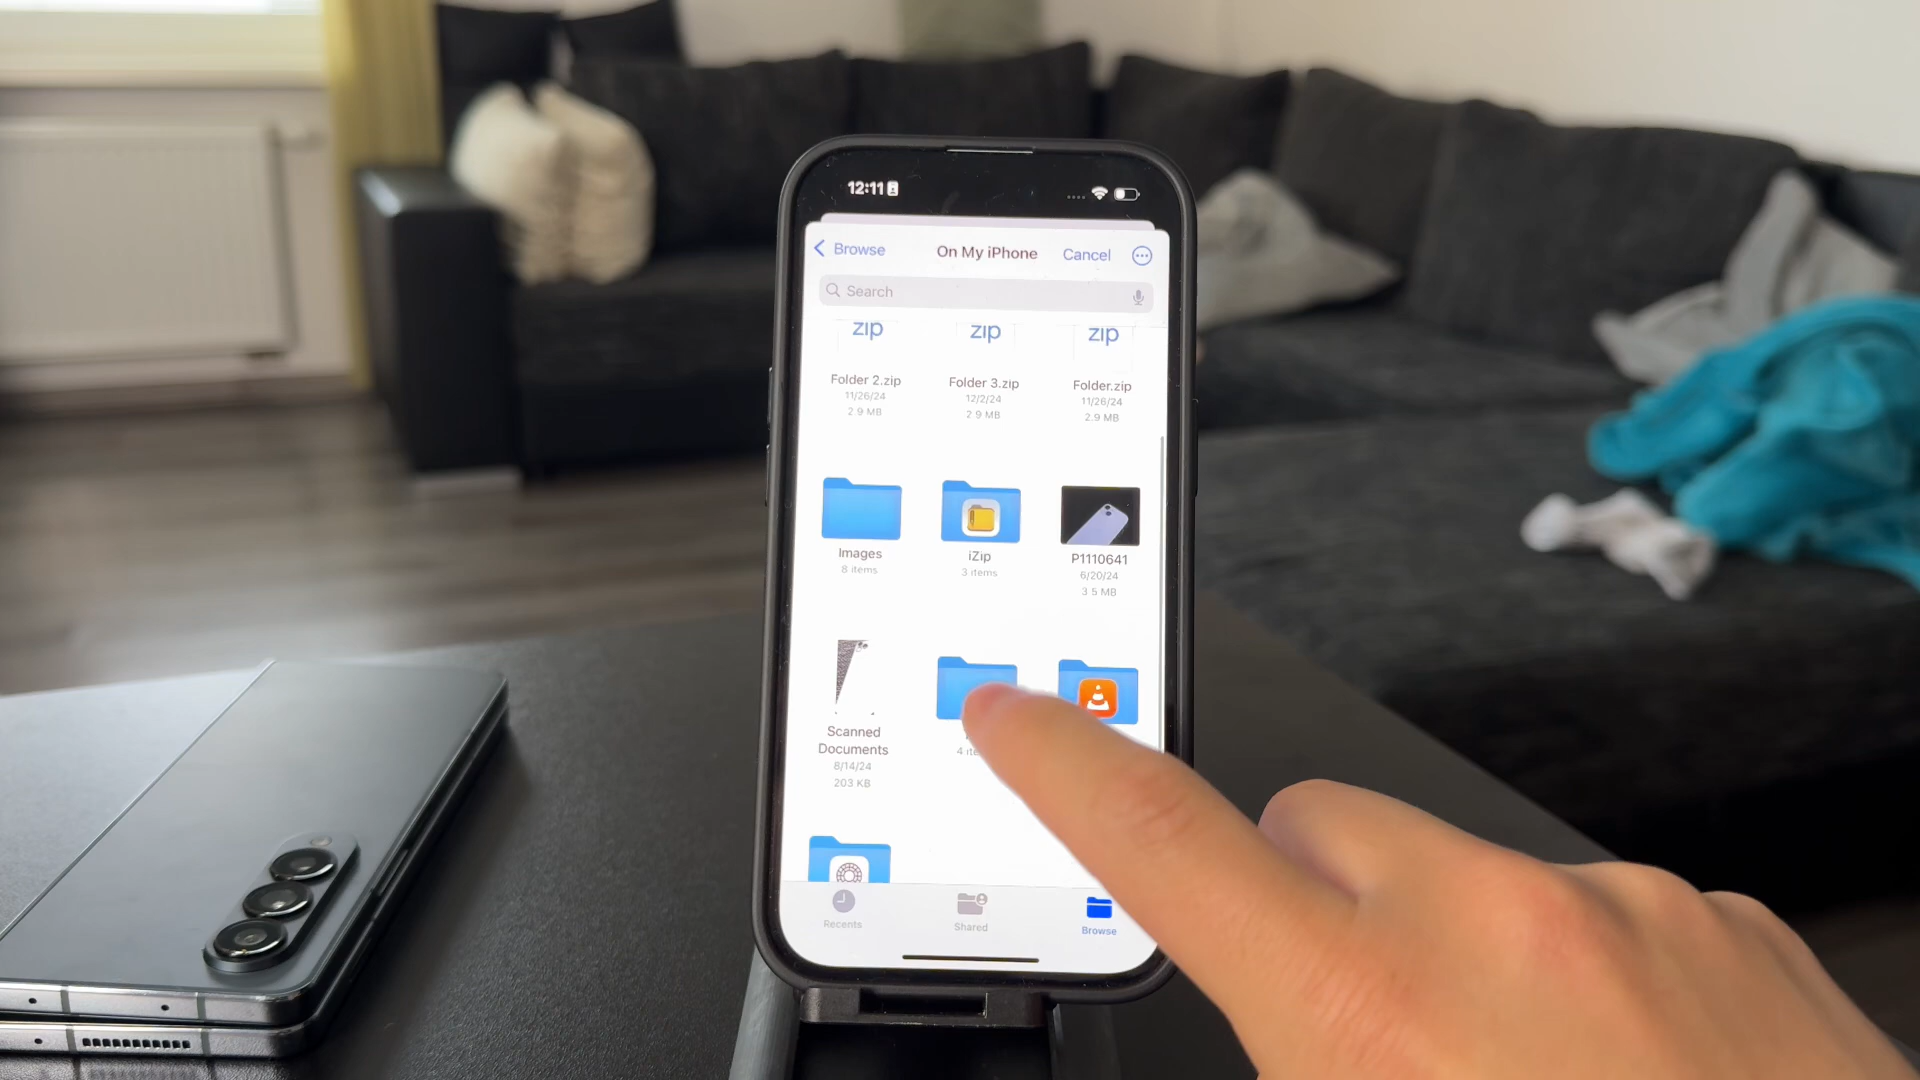 12:11
Browse
On My iPhone
Cancel
Search
zip
zip
zip
Folder 2.zip
11/26/24
2.9 MB
Folder 3.zip
12/2/24
2.9 MB
Folder.zip
11/26/24
2.9 MB
Images
8 items
iZip
3 items
P1110641
6/20/24
3.5 MB
Scanned
Documents
8/14/24
203 KB
4
Recents
Shared
Browse